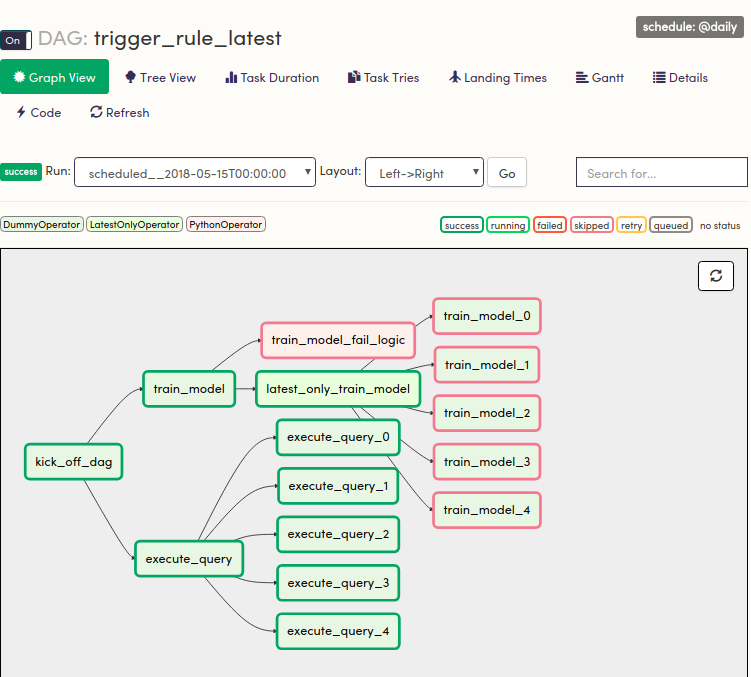 On DAG: trigger_rule_latest
schedule: @daily
Graph View Tree View Task Duration Task Tries Landing Times Gantt Details
Code Refresh
success Run: scheduled__2018-05-15T00:00:00 Layout: Left->Right Go Search for...
DummyOperator LatestOnlyOperator PythonOperator success running failed skipped retry queued no status
train_model_0
train_model_fail_logic
train_model_1
train_model latest_only_train_model
train_model_2
execute_query_0
kick_off_dag train_model_3
execute_query_1
train_model_4
execute_query_2
execute_query
execute_query_3
execute_query_4